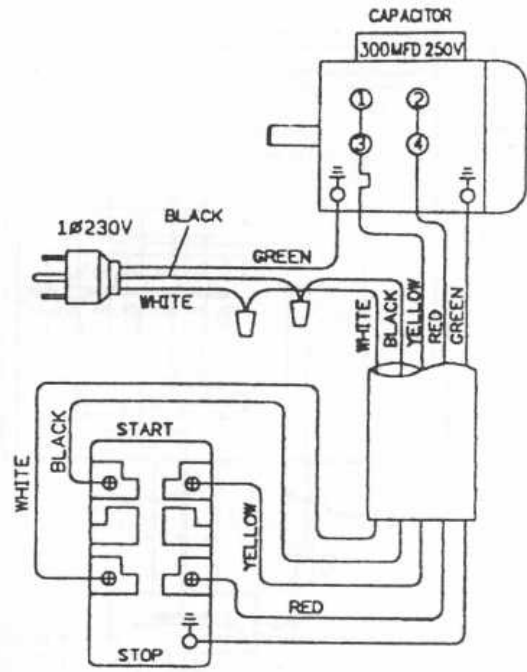 CAPACITOR
300MFD 250V
1 2
3 4
1Ø230V
BLACK
GREEN
WHITE
WHITE
BLACK
YELLOW
RED
GREEN
START
BLACK
WHITE
YELLOW
RED
STOP